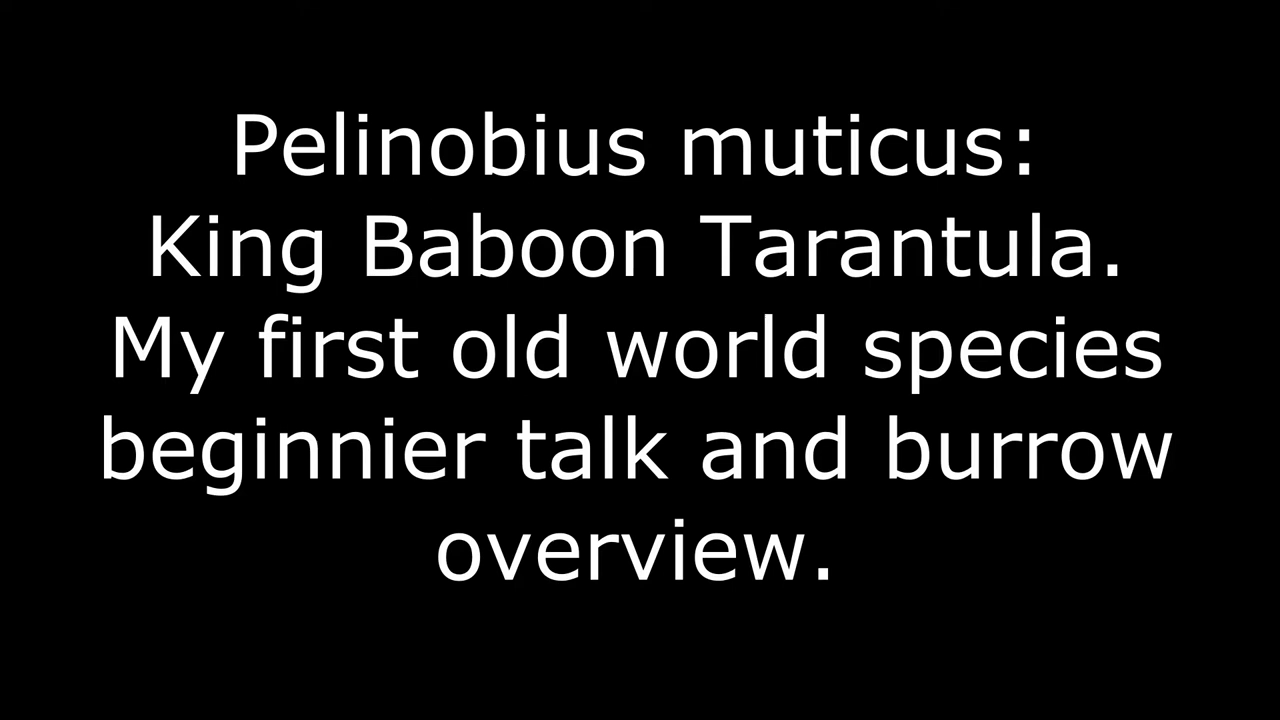 Pelinobius muticus:
King Baboon Tarantula.
My first old world species
beginnier talk and burrow
overview.